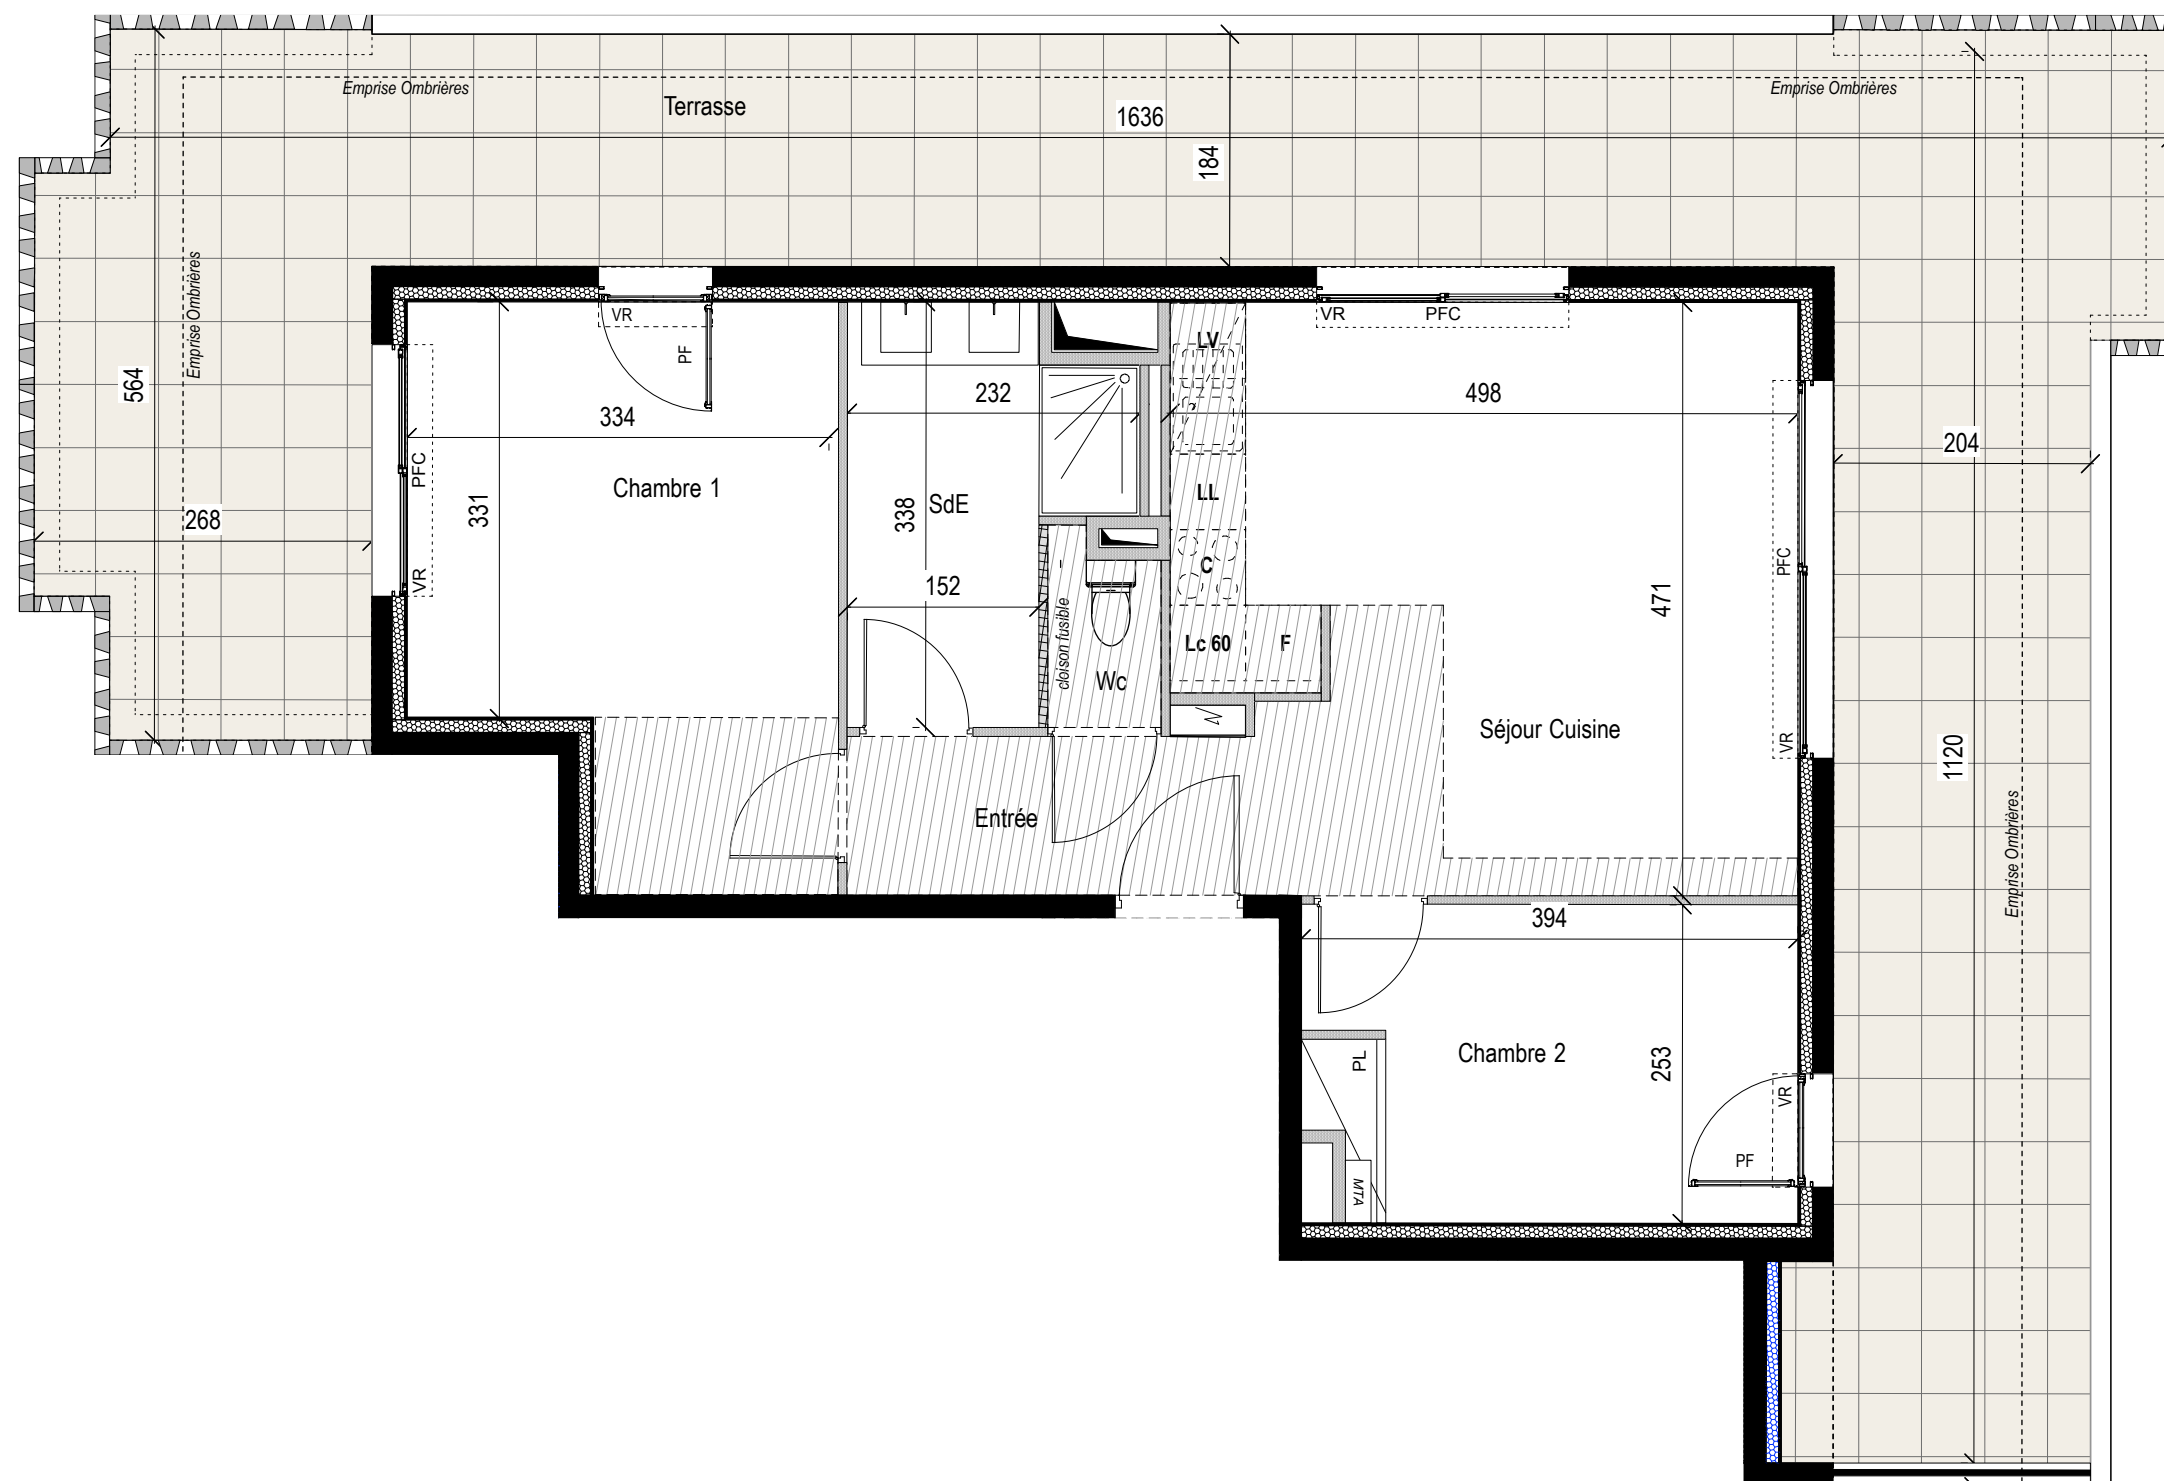 Emprise Ombrières
Emprise Ombrières
Terrasse
1636
184
Emprise Ombrières
VR
PF
VR
PFC
LV
564
334
232
498
204
PFC
331
Chambre 1
338
SdE
LL
268
VR
152
C
PFC
471
cloison fusible
Lc 60
F
Wc
Séjour Cuisine
VR
1120
Entrée
Emprise Ombrières
394
Chambre 2
253
PL
VR
PF
MTA